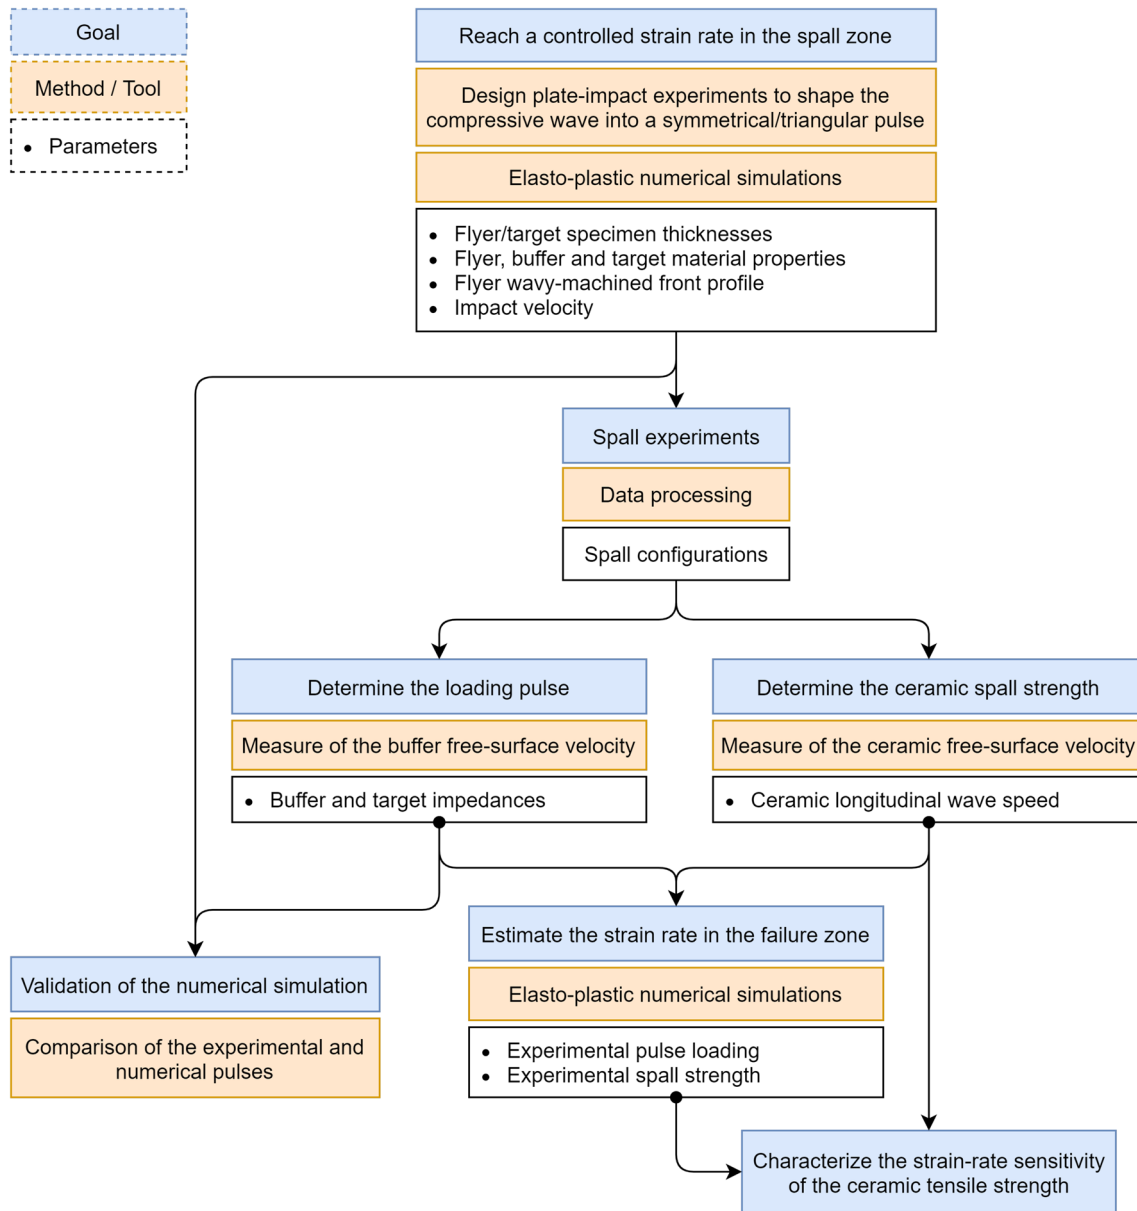 Goal
Method / Tool
• Parameters
Reach a controlled strain rate in the spall zone
Design plate-impact experiments to shape the
compressive wave into a symmetrical/triangular pulse
Elasto-plastic numerical simulations
• Flyer/target specimen thicknesses
• Flyer, buffer and target material properties
• Flyer wavy-machined front profile
• Impact velocity
Spall experiments
Data processing
Spall configurations
Determine the loading pulse
Measure of the buffer free-surface velocity
• Buffer and target impedances
Determine the ceramic spall strength
Measure of the ceramic free-surface velocity
• Ceramic longitudinal wave speed
Estimate the strain rate in the failure zone
Elasto-plastic numerical simulations
• Experimental pulse loading
• Experimental spall strength
Validation of the numerical simulation
Comparison of the experimental and
numerical pulses
Characterize the strain-rate sensitivity
of the ceramic tensile strength